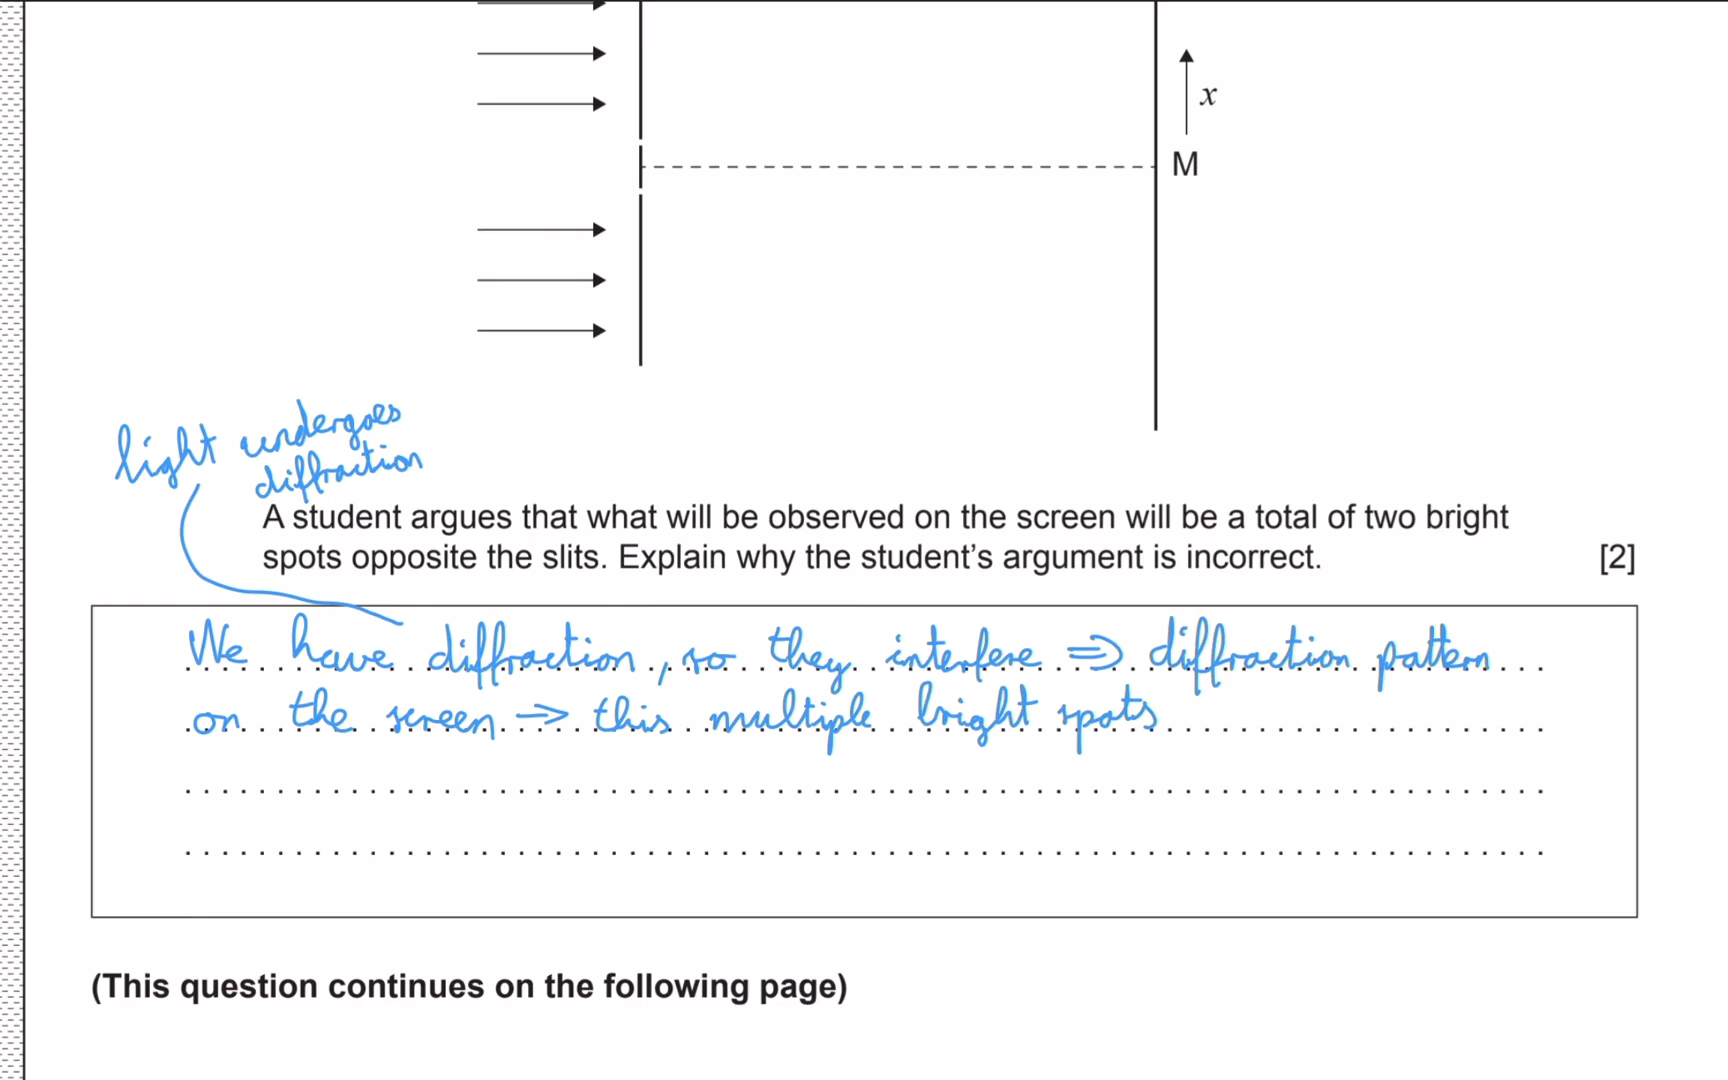 x
M
light undergoes
diffraction
A student argues that what will be observed on the screen will be a total of two bright
spots opposite the slits. Explain why the student's argument is incorrect. [2]
We have diffraction, so they interfere ⇒ diffraction pattern
on the screen ⇒ this multiple bright spots
(This question continues on the following page)